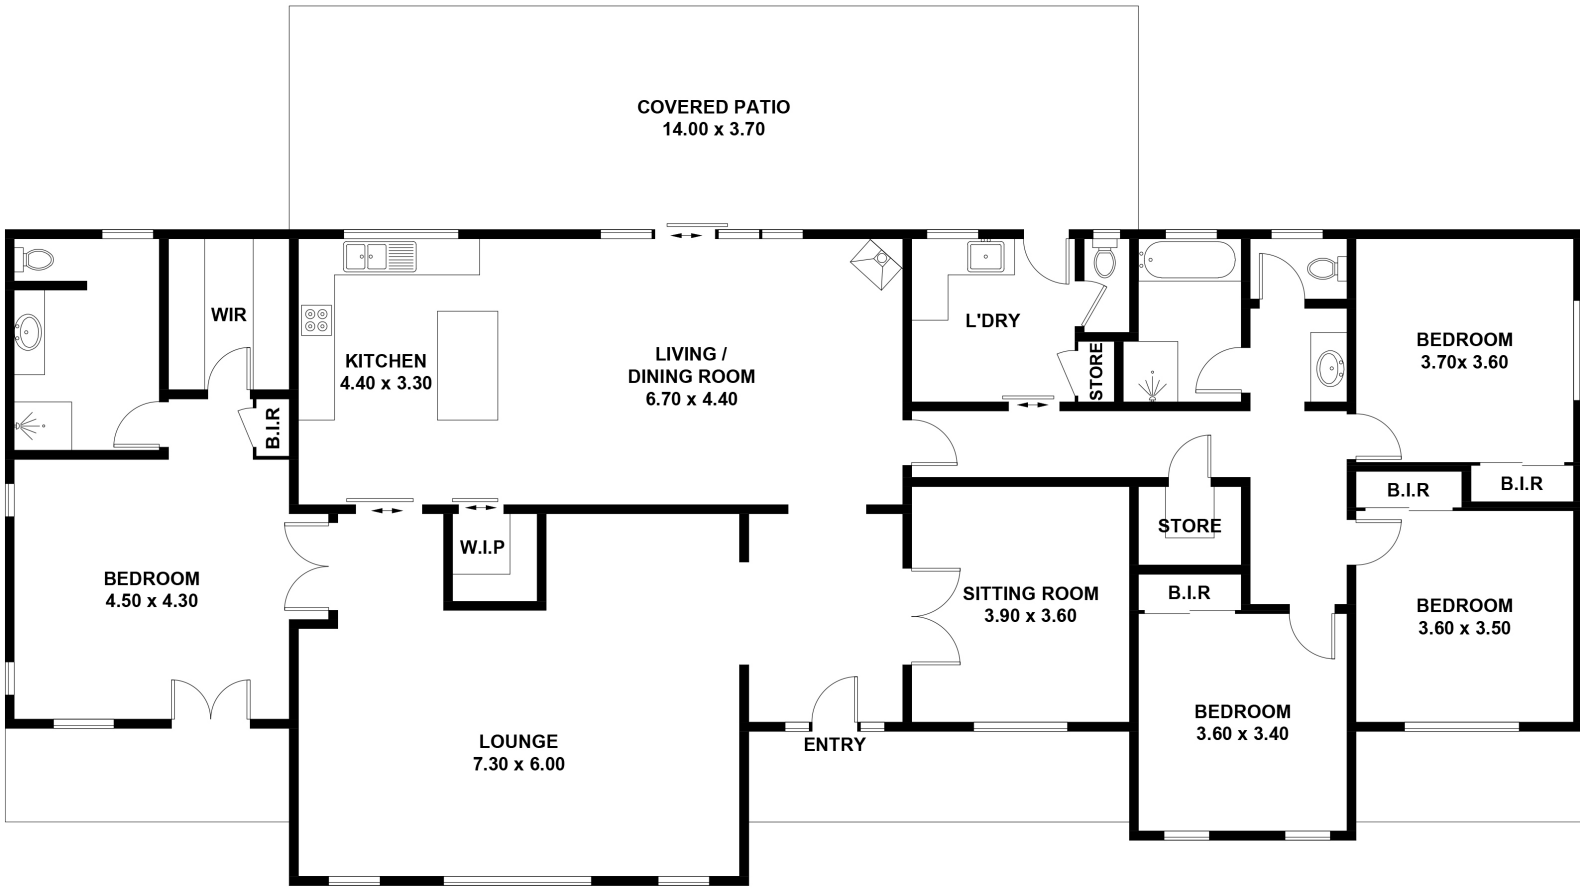 COVERED PATIO
14.00 x 3.70
WIR
KITCHEN
4.40 x 3.30
LIVING /
DINING ROOM
6.70 x 4.40
L'DRY
STORE
BEDROOM
3.70x 3.60
B.I.R
B.I.R
B.I.R
STORE
W.I.P
BEDROOM
4.50 x 4.30
SITTING ROOM
3.90 x 3.60
B.I.R
BEDROOM
3.60 x 3.50
BEDROOM
3.60 x 3.40
ENTRY
LOUNGE
7.30 x 6.00